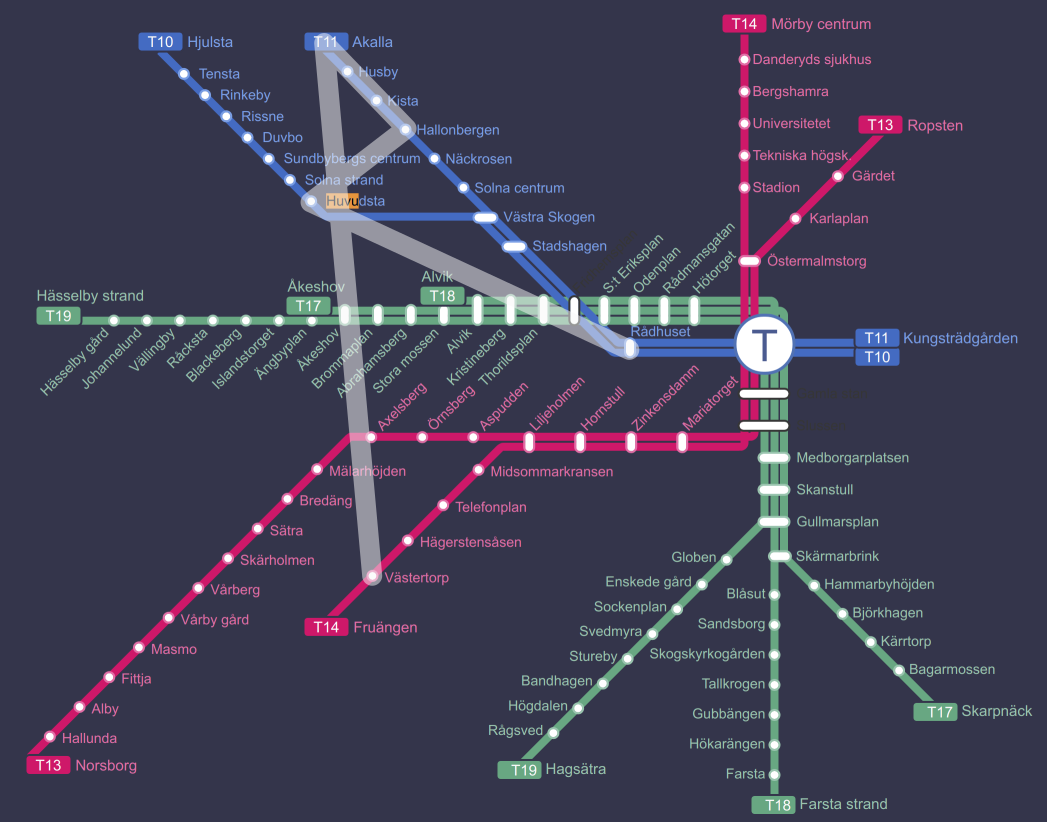 T14 Mörby centrum
T10 Hjulsta
T11 Akalla
Danderyds sjukhus
Tensta
Husby
Rinkeby
Kista
Bergshamra
Rissne
Universitetet
T13 Ropsten
Duvbo
Hallonbergen
Sundbybergs centrum
Näckrosen
Tekniska högsk.
Solna strand
Solna centrum
Stadion
Gärdet
Huvudsta
Västra Skogen
Karlaplan
Stadshagen
Östermalmstorg
S:t Eriksplan
Odenplan
Rådmansgatan
Hötorget
Hässelby strand
T19
Åkeshov
T17
Alvik
T18
Rådhuset
T
T11
T10
Kungsträdgården
Hässelby gård
Johannelund
Vällingby
Råcksta
Blackeberg
Islandstorget
Ängbyplan
Åkeshov
Brommaplan
Abrahamsberg
Stora mossen
Alvik
Kristineberg
Thorildsplan
Axelsberg
Örnsberg
Aspudden
Liljeholmen
Hornstull
Zinkensdamm
Mariatorget
Mälarhöjden
Midsommarkransen
Medborgarplatsen
Bredäng
Telefonplan
Skanstull
Sätra
Hägerstensåsen
Gullmarsplan
Skärholmen
Västertorp
Globen
Skärmarbrink
Vårberg
T14 Fruängen
Enskede gård
Blåsut
Hammarbyhöjden
Vårby gård
Sockenplan
Sandsborg
Björkhagen
Masmo
Svedmyra
Skogskyrkogården
Kärrtorp
Fittja
Stureby
Tallkrogen
Bagarmossen
Alby
Bandhagen
Gubbängen
T17 Skarpnäck
Hallunda
Högdalen
Hökarängen
T13 Norsborg
Rågsved
Farsta
T19 Hagsätra
T18 Farsta strand